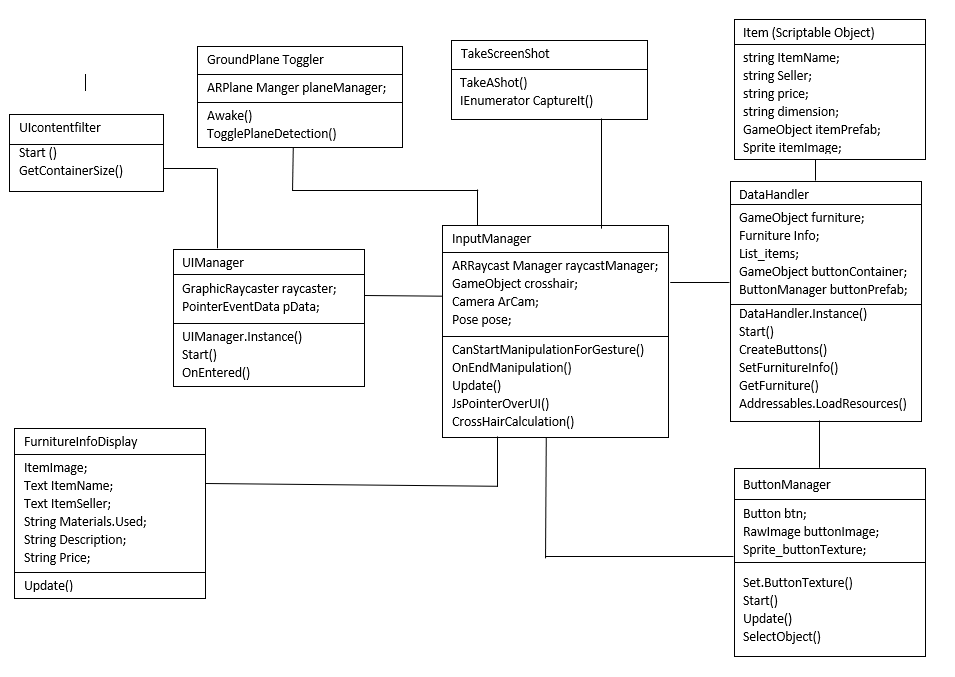 GroundPlane Toggler
ARPlane Manger planeManager;
Awake()
TogglePlaneDetection()
TakeScreenShot
TakeAShot()
IEnumerator CaptureIt()
Item (Scriptable Object)
string ItemName;
string Seller;
string price;
string dimension;
GameObject itemPrefab;
Sprite itemImage;
UIcontentfilter
Start ()
GetContainerSize()
UIManager
GraphicRaycaster raycaster;
PointerEventData pData;
UIManager.Instance()
Start()
OnEntered()
InputManager
ARRaycast Manager raycastManager;
GameObject crosshair;
Camera ArCam;
Pose pose;
CanStartManipulationForGesture()
OnEndManipulation()
Update()
JsPointerOverUI()
CrossHairCalculation()
DataHandler
GameObject furniture;
Furniture Info;
List_items;
GameObject buttonContainer;
ButtonManager buttonPrefab;
DataHandler.Instance()
Start()
CreateButtons()
SetFurnitureInfo()
GetFurniture()
Addressables.LoadResources()
FurnitureInfoDisplay
ItemImage;
Text ItemName;
Text ItemSeller;
String Materials.Used;
String Description;
String Price;
Update()
ButtonManager
Button btn;
RawImage buttonImage;
Sprite_buttonTexture;
Set.ButtonTexture()
Start()
Update()
SelectObject()